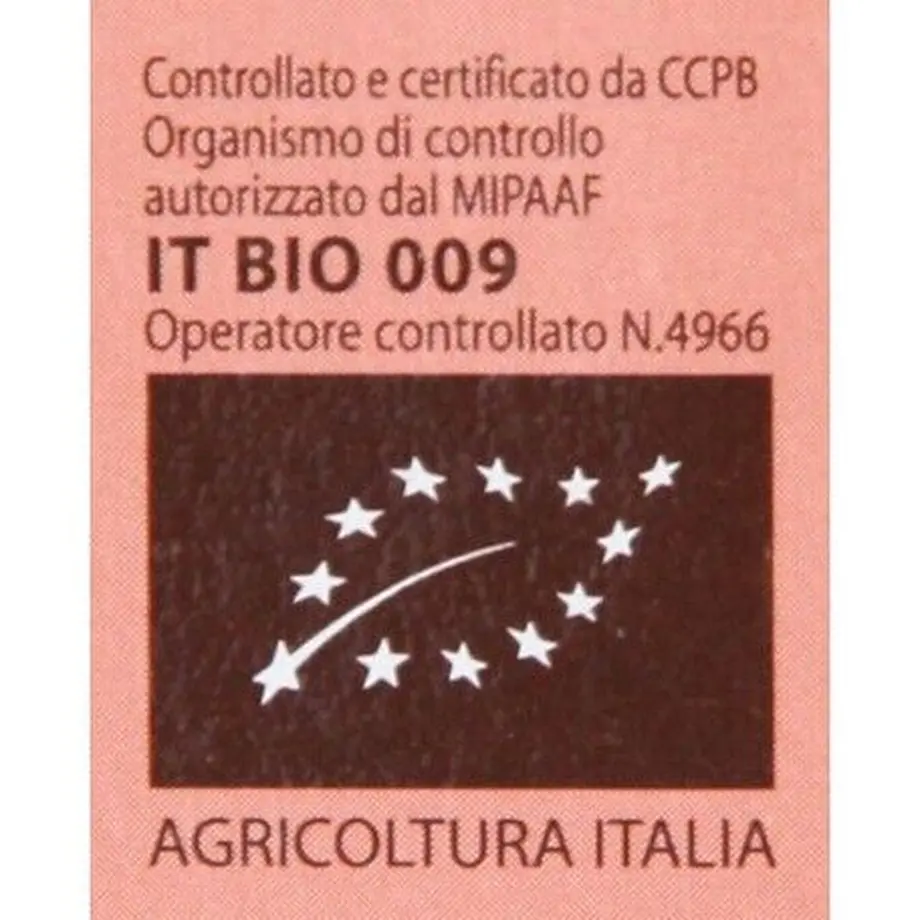 Controllato e certificato da CCPB
Organismo di controllo
autorizzato dal MIPAAF
IT BIO 009
Operatore controllato N.4966
AGRICOLTURA ITALIA